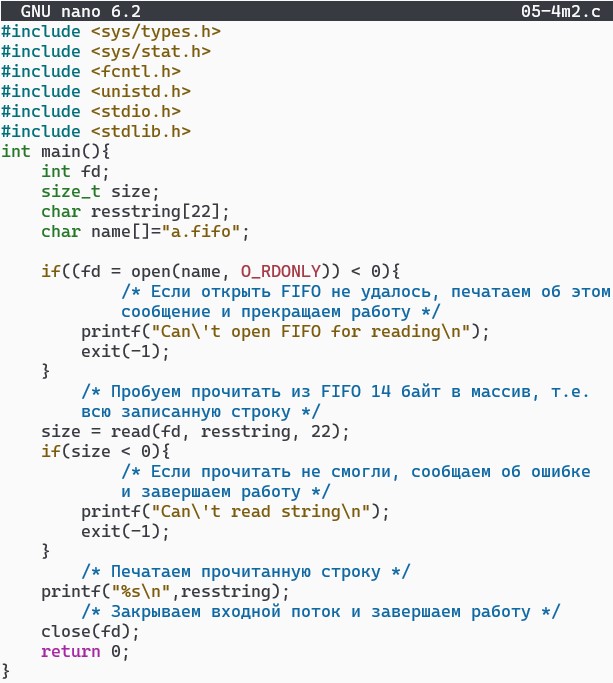 GNU nano 6.2 05-4m2.c
#include <sys/types.h>
#include <sys/stat.h>
#include <fcntl.h>
#include <unistd.h>
#include <stdio.h>
#include <stdlib.h>
int main(){
    int fd;
    size_t size;
    char resstring[22];
    char name[]="a.fifo";

    if((fd = open(name, O_RDONLY)) < 0){
            /* Если открыть FIFO не удалось, печатаем об этом
            сообщение и прекращаем работу */
        printf("Can\'t open FIFO for reading\n");
        exit(-1);
    }
        /* Пробуем прочитать из FIFO 14 байт в массив, т.е.
        всю записанную строку */
    size = read(fd, resstring, 22);
    if(size < 0){
            /* Если прочитать не смогли, сообщаем об ошибке
            и завершаем работу */
        printf("Can\'t read string\n");
        exit(-1);
    }
        /* Печатаем прочитанную строку */
    printf("%s\n",resstring);
        /* Закрываем входной поток и завершаем работу */
    close(fd);
    return 0;
}